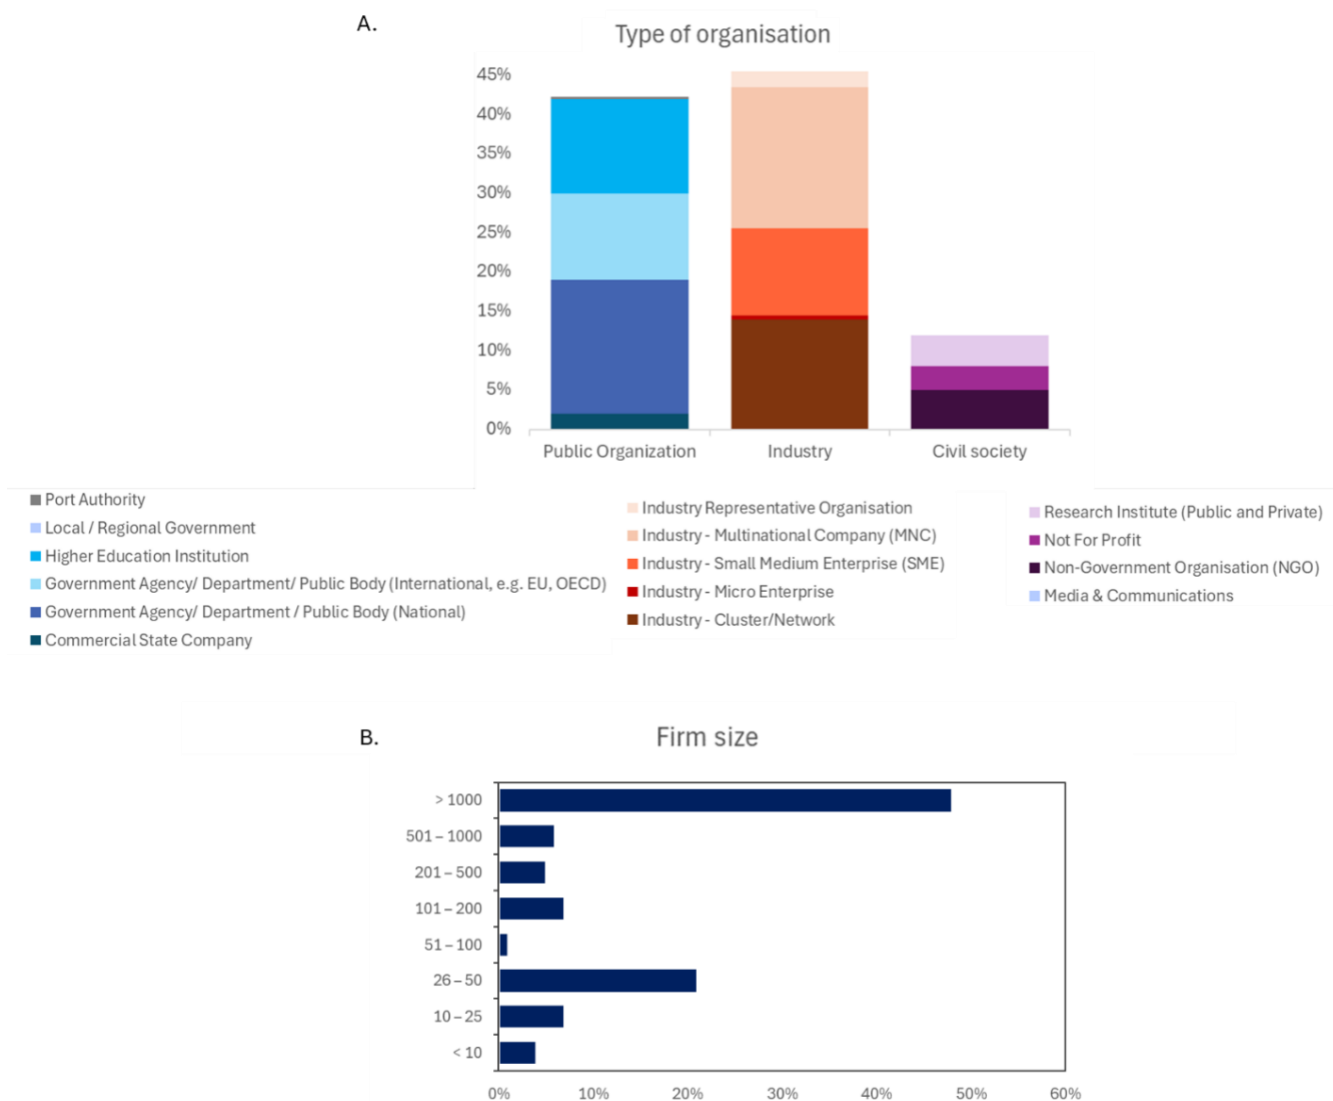 A.
Type of organisation
45%
40%
35%
30%
25%
20%
15%
10%
5%
0%
Public Organization Industry Civil society
Port Authority
Local / Regional Government
Higher Education Institution
Government Agency/ Department/ Public Body (International, e.g. EU, OECD)
Government Agency/ Department / Public Body (National)
Commercial State Company
Industry Representative Organisation
Industry - Multinational Company (MNC)
Industry - Small Medium Enterprise (SME)
Industry - Micro Enterprise
Industry - Cluster/Network
Research Institute (Public and Private)
Not For Profit
Non-Government Organisation (NGO)
Media & Communications
B.
Firm size
> 1000
501 – 1000
201 – 500
101 – 200
51 – 100
26 – 50
10 – 25
< 10
0% 10% 20% 30% 40% 50% 60%